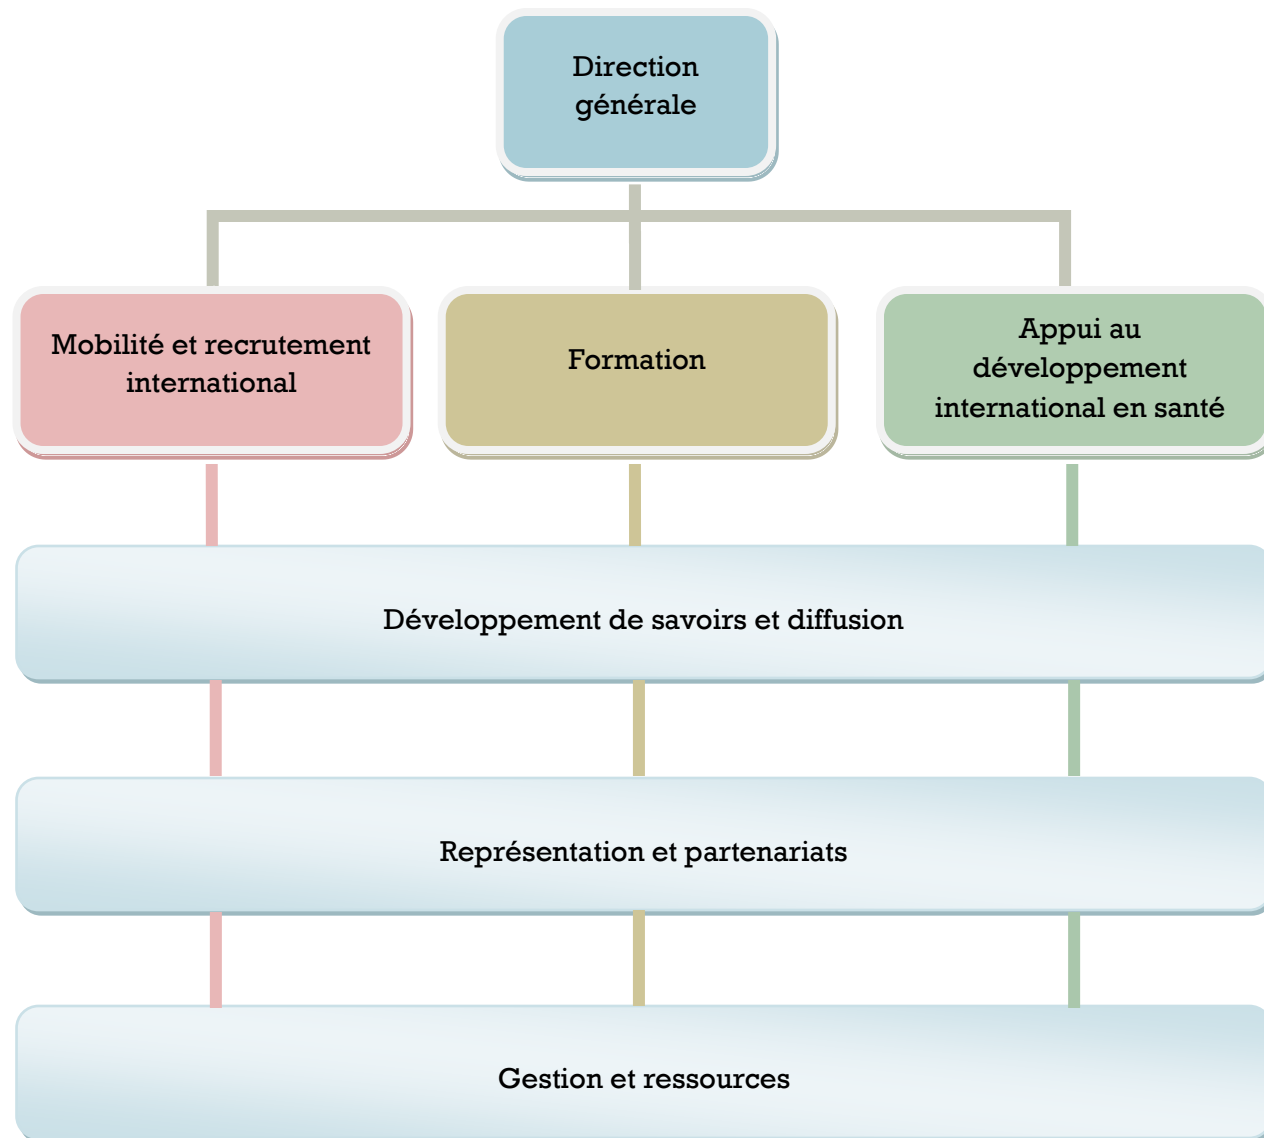 Direction
générale
Mobilité et recrutement
international
Formation
Appui au
développement
international en santé
Développement de savoirs et diffusion
Représentation et partenariats
Gestion et ressources